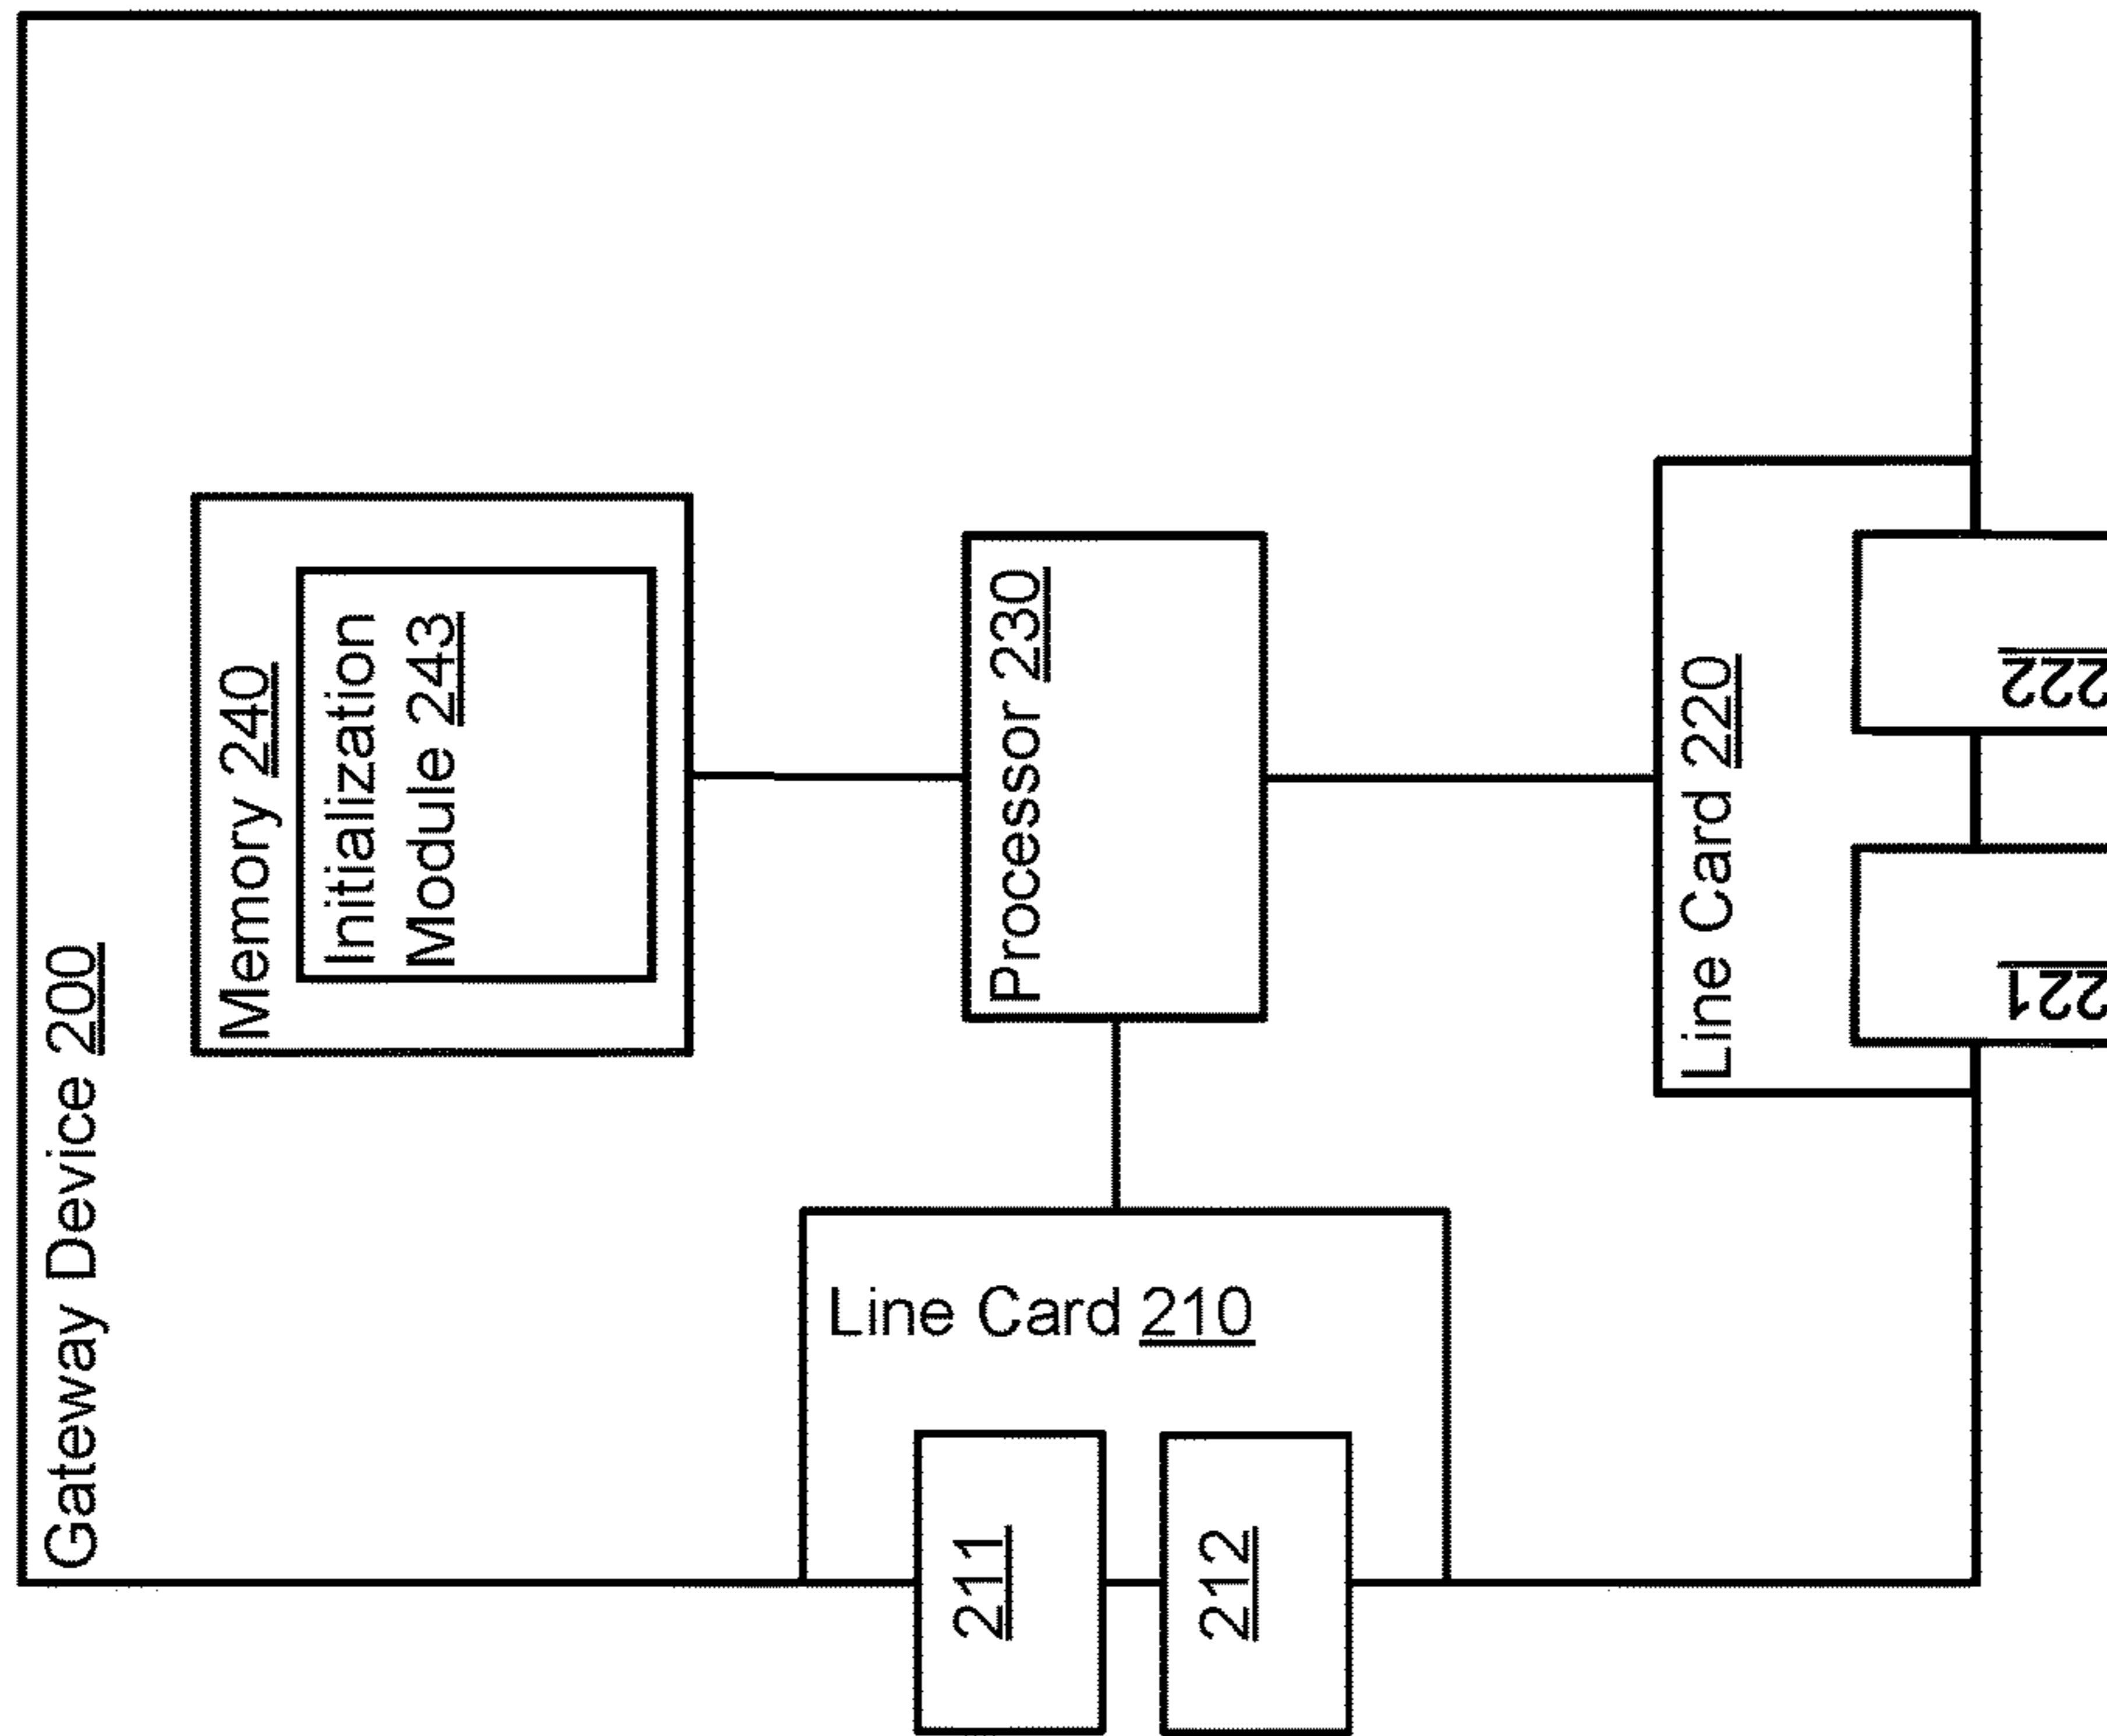 Gateway Device 200
Memory 240
Initialization
Module 243
Processor 230
Line Card 210
211
212
Line Card 220
221
222